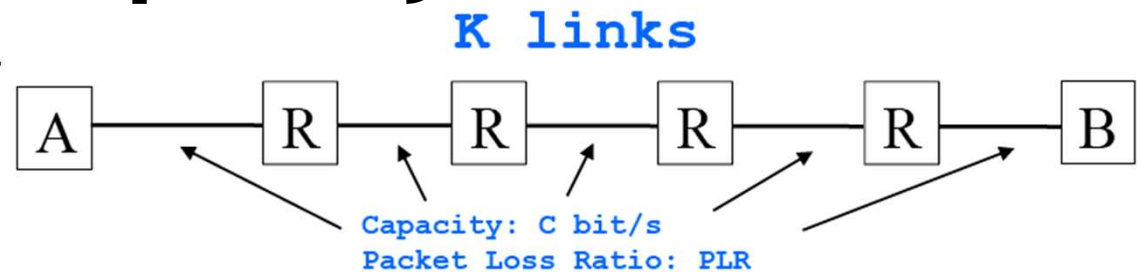 K links
A R R R R B
Capacity: C bit/s
Packet Loss Ratio: PLR